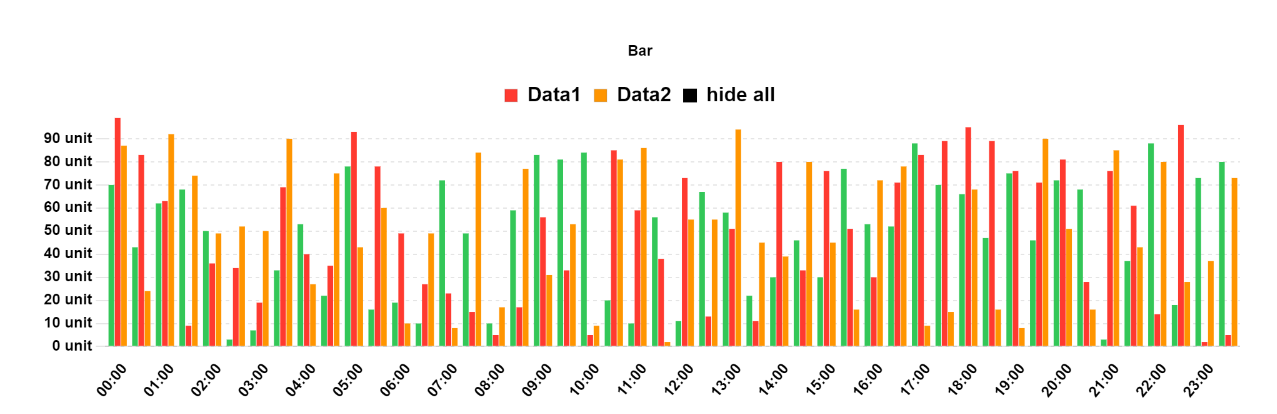 Bar
Data1 Data2 hide all
90 unit
80 unit
70 unit
60 unit
50 unit
40 unit
30 unit
20 unit
10 unit
0 unit
00:00 01:00 02:00 03:00 04:00 05:00 06:00 07:00 08:00 09:00 10:00 11:00 12:00 13:00 14:00 15:00 16:00 17:00 18:00 19:00 20:00 21:00 22:00 23:00